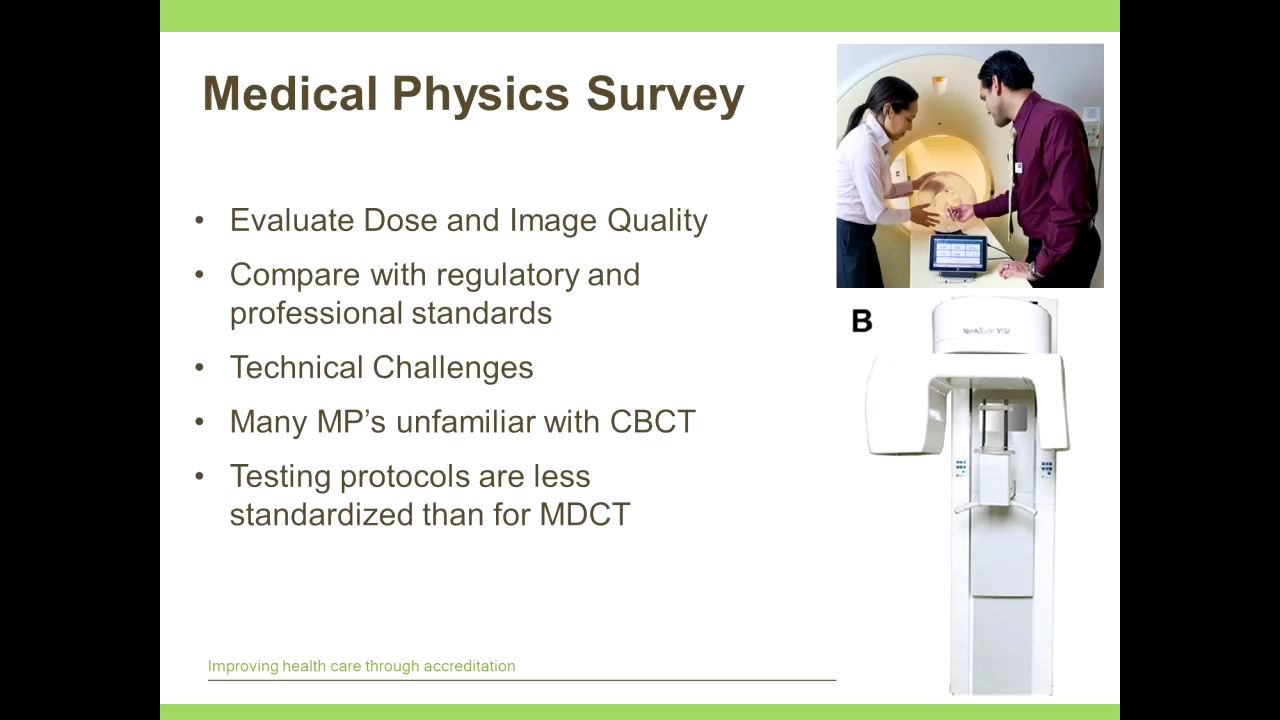 Medical Physics Survey
• Evaluate Dose and Image Quality
• Compare with regulatory and
professional standards
• Technical Challenges
• Many MP’s unfamiliar with CBCT
• Testing protocols are less
standardized than for MDCT
B
Improving health care through accreditation